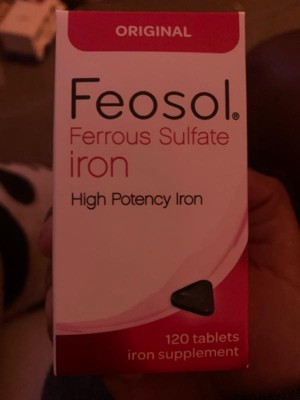 ORIGINAL
Feosol®
Ferrous Sulfate
iron
High Potency Iron
120 tablets
iron supplement